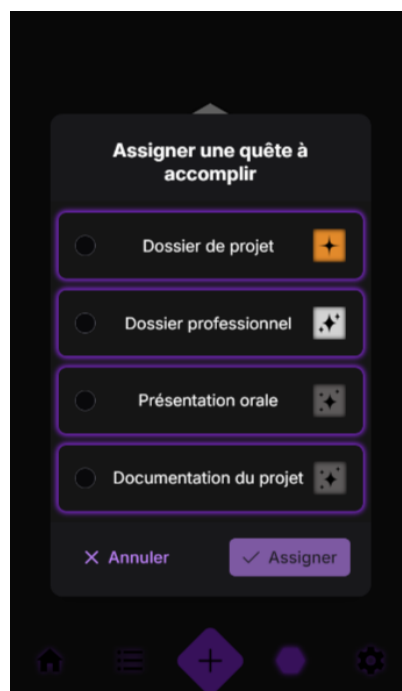 Assigner une quête à
accomplir
Dossier de projet
Dossier professionnel
Présentation orale
Documentation du projet
Annuler
Assigner